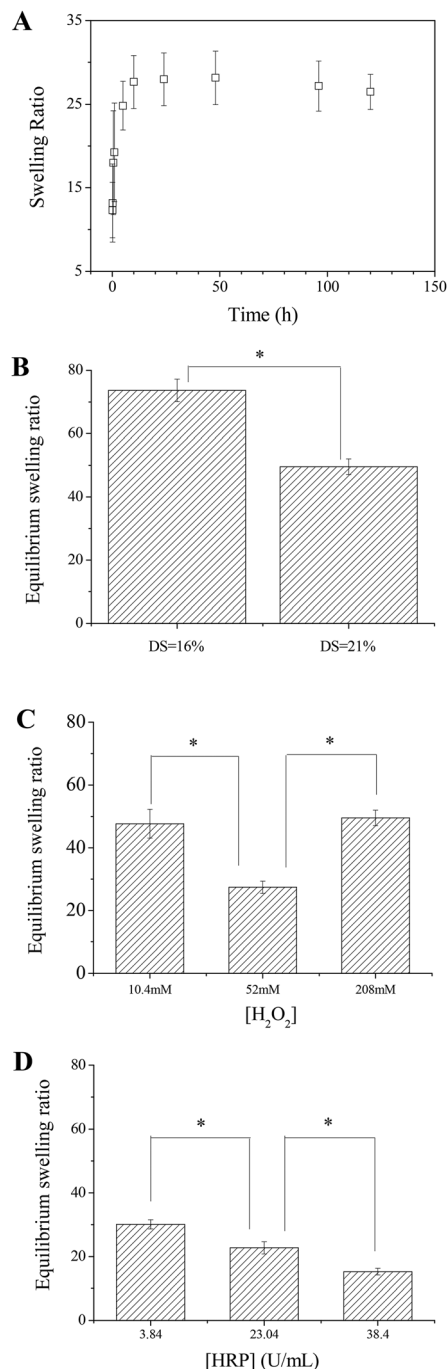 A
35
25
15
5
Swelling Ratio
0
50
100
150
Time (h)
B
80
60
40
20
0
Equilibrium swelling ratio
*
DS=16%
DS=21%
C
80
60
40
20
0
Equilibrium swelling ratio
*
*
10.4mM
52mM
208mM
[H₂O₂]
D
80
60
40
20
0
Equilibrium swelling ratio
*
*
3.84
23.04
38.4
[HRP] (U/mL)